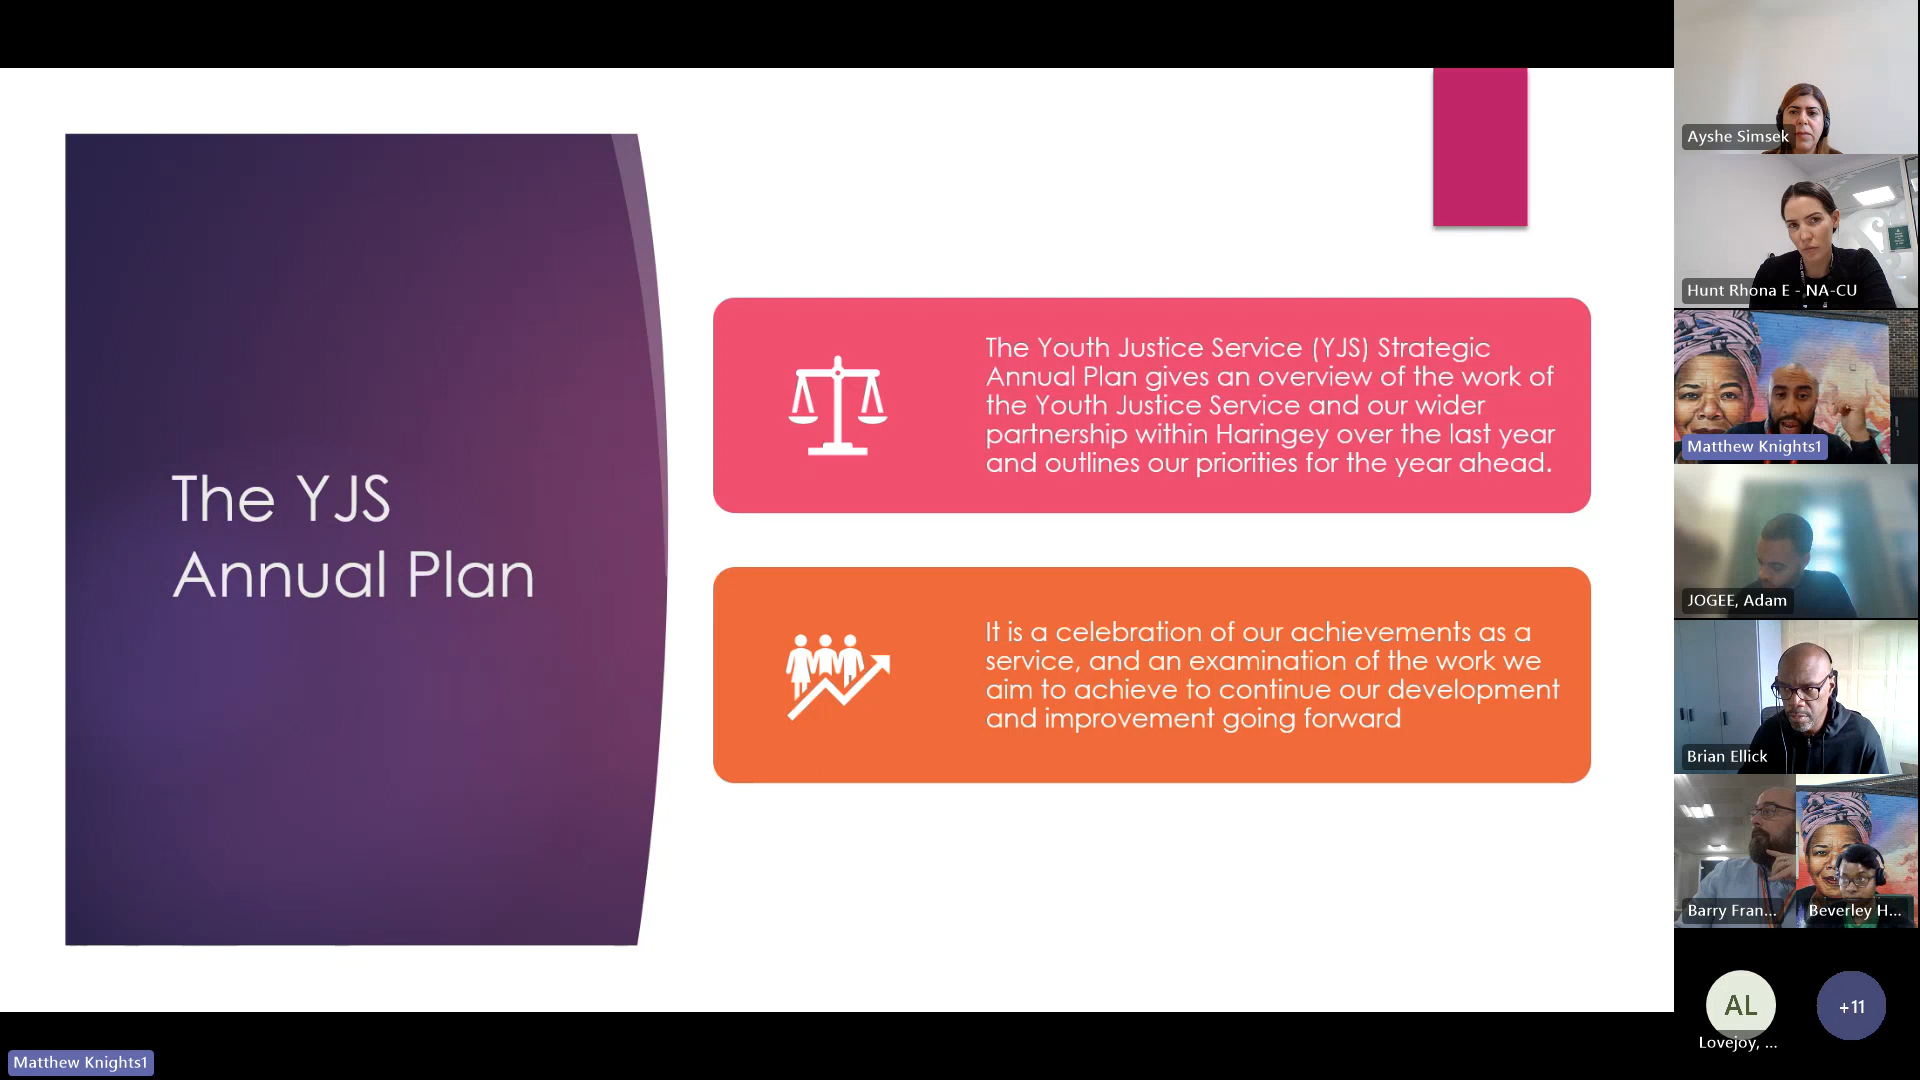 The YJS
Annual Plan
The Youth Justice Service (YJS) Strategic
Annual Plan gives an overview of the work of
the Youth Justice Service and our wider
partnership within Haringey over the last year
and outlines our priorities for the year ahead.
It is a celebration of our achievements as a
service, and an examination of the work we
aim to achieve to continue our development
and improvement going forward
Ayshe Simsek
Hunt Rhona E - NA-CU
Matthew Knights1
JOGEE, Adam
Brian Ellick
Barry Fran...
Beverley H...
AL
+11
Lovejoy, ...
Matthew Knights1